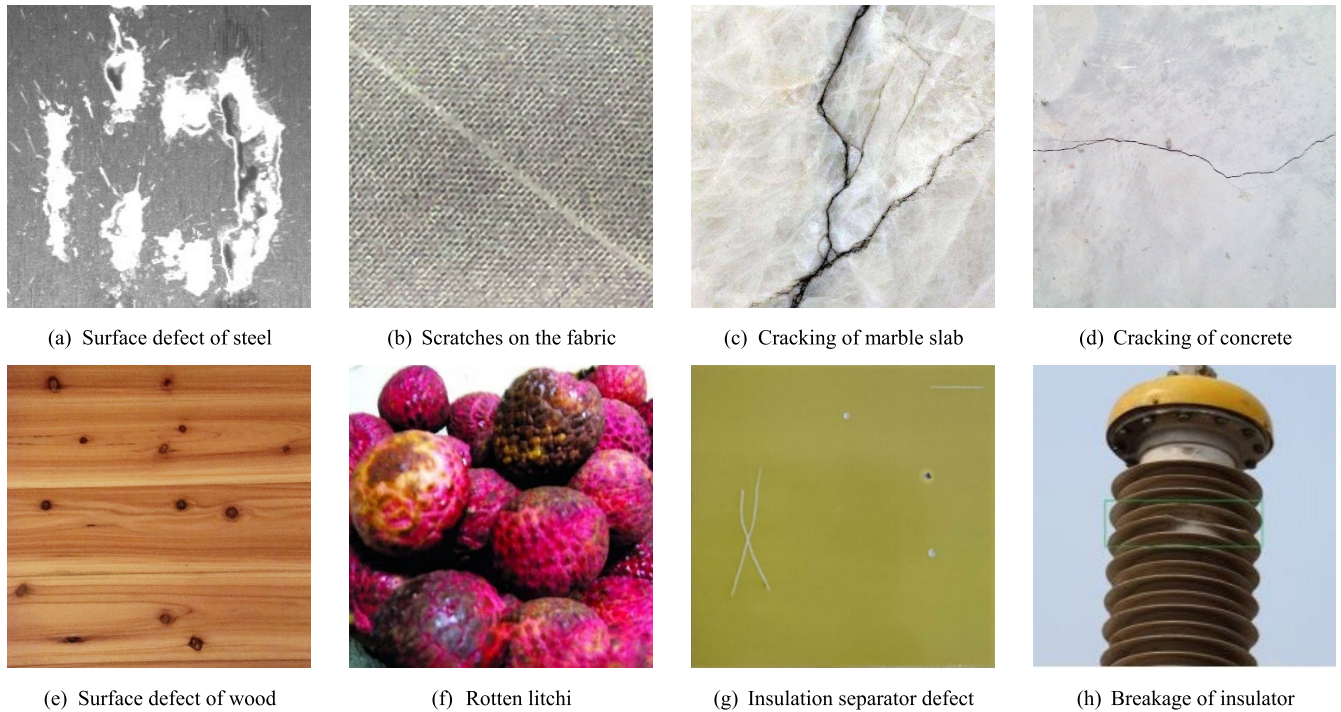 (a) Surface defect of steel
(b) Scratches on the fabric
(c) Cracking of marble slab
(d) Cracking of concrete
(e) Surface defect of wood
(f) Rotten litchi
(g) Insulation separator defect
(h) Breakage of insulator